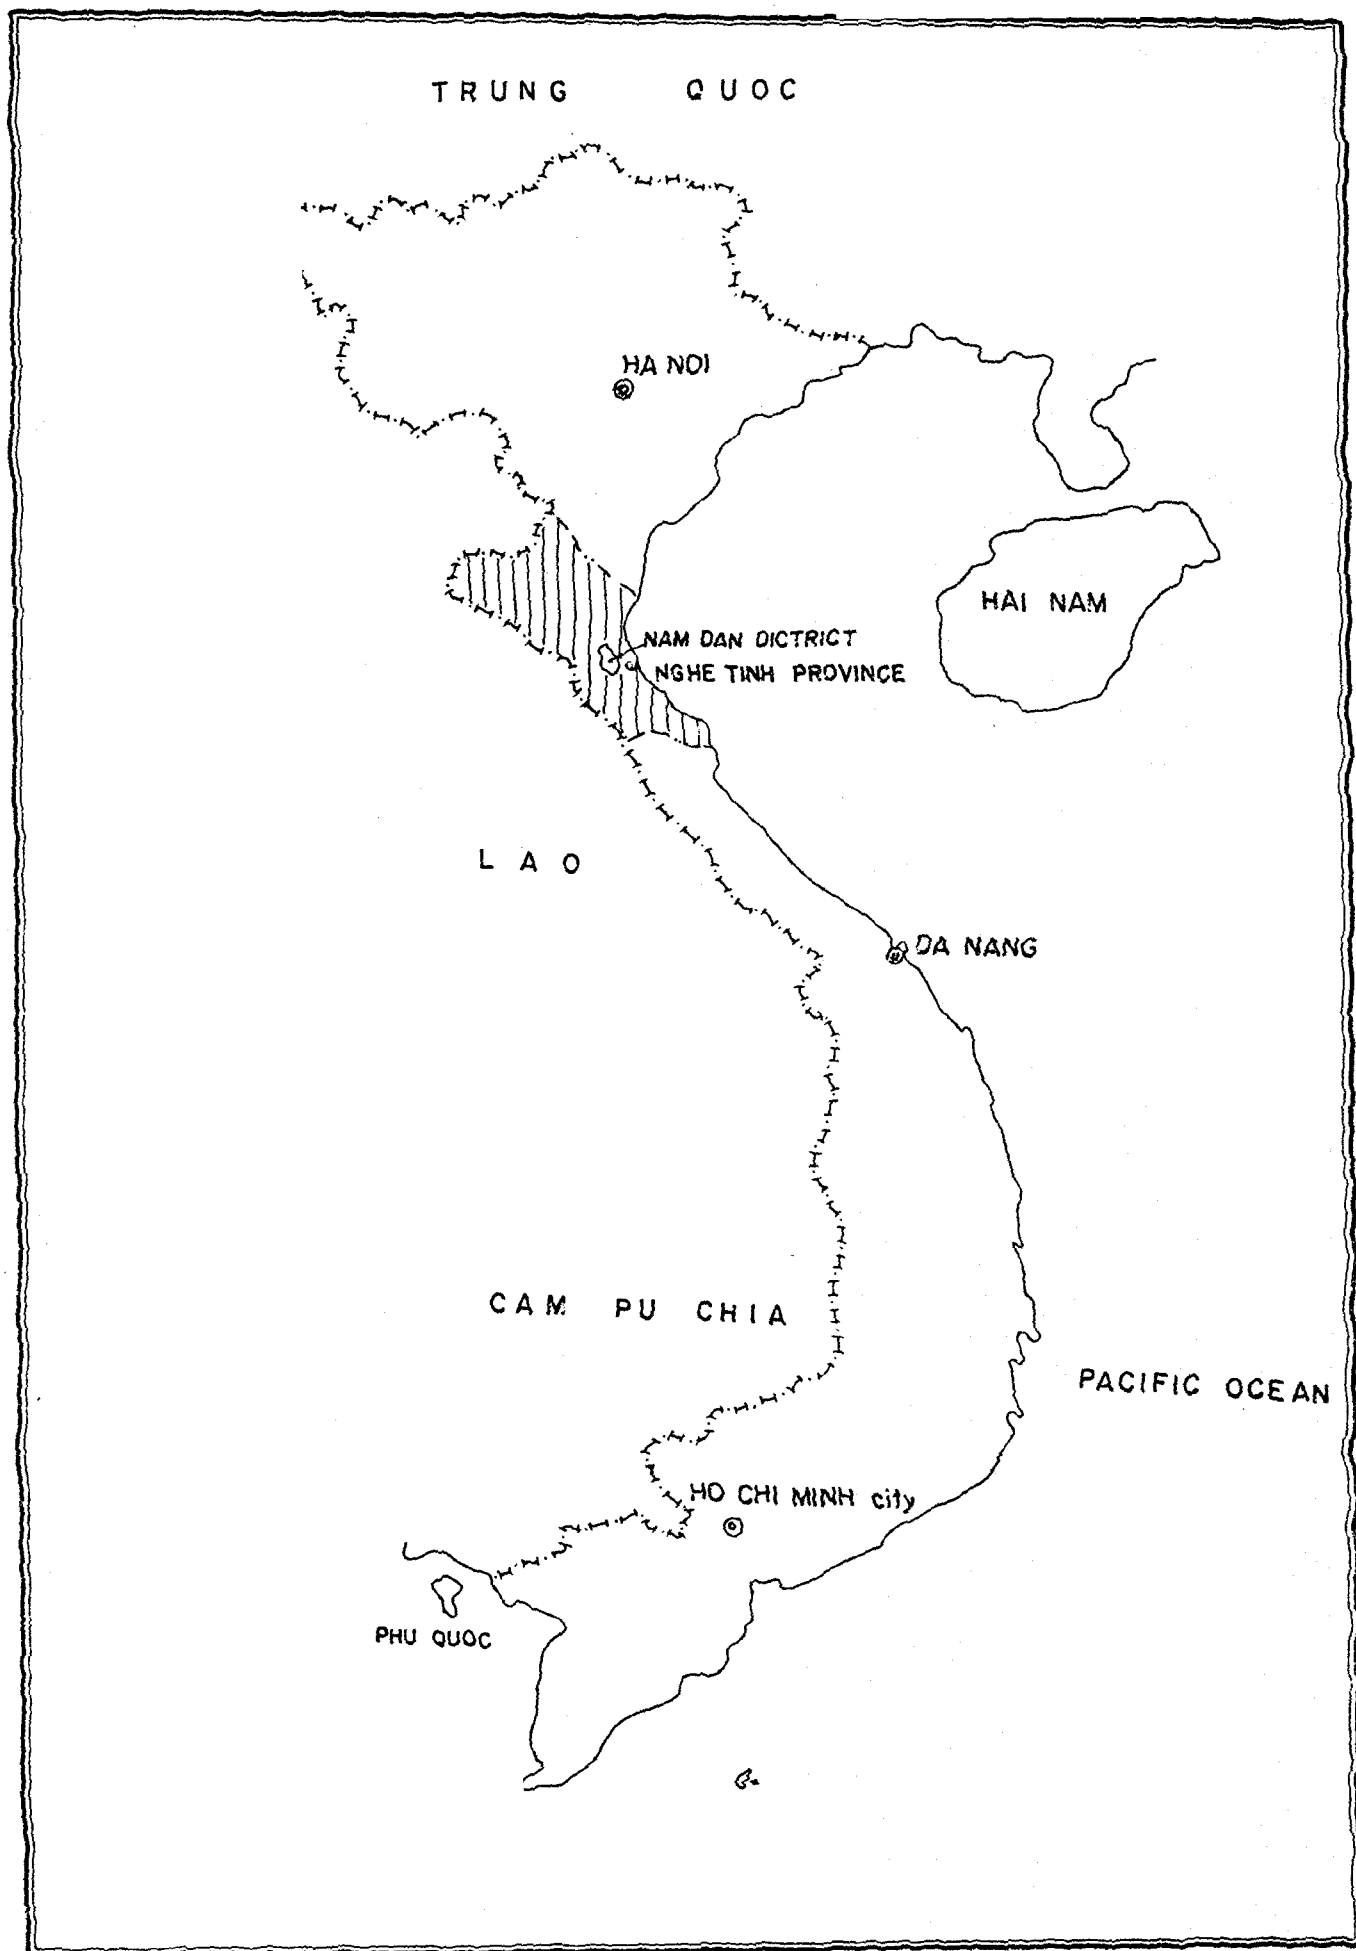 TRUNG QUOC
HA NOI
HAI NAM
NAM DAN DICTRICT
NGHE TINH PROVINCE
LAO
DA NANG
CAM PU CHIA
PACIFIC OCEAN
HO CHI MINH city
PHU QUOC